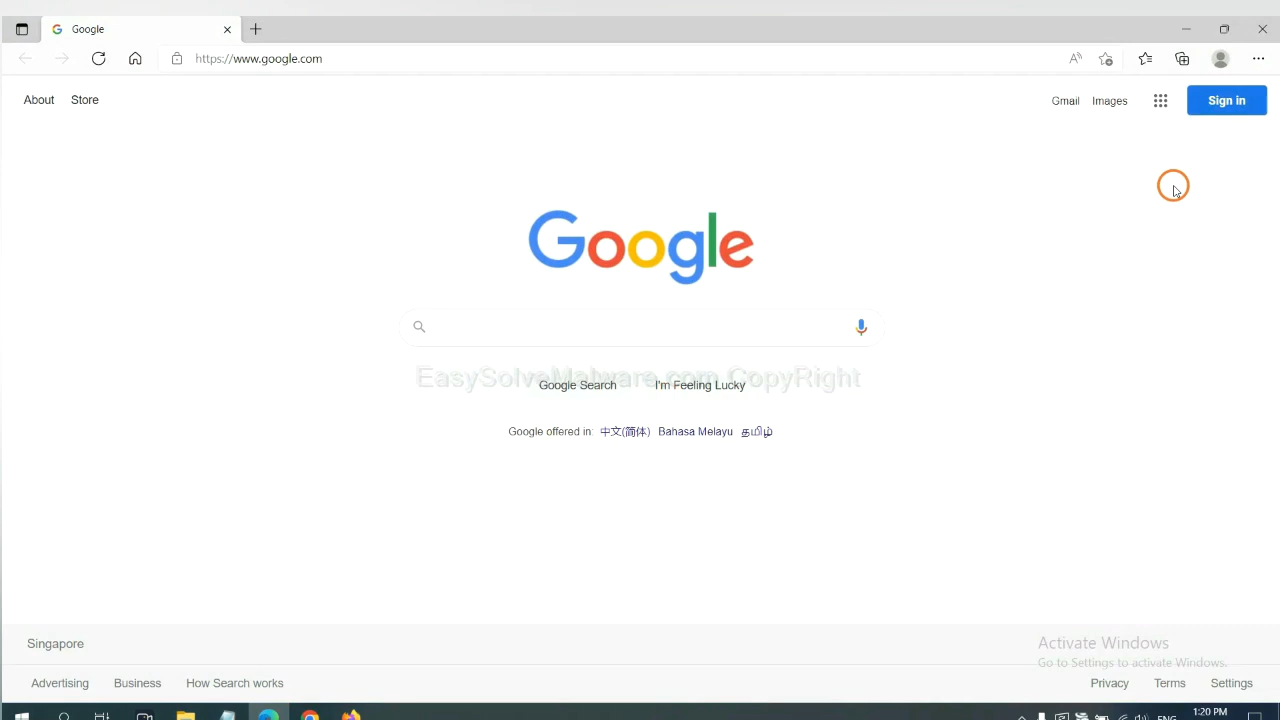 Google
https://www.google.com
About Store
Gmail Images Sign in
Google
EasySolveMalware.com CopyRight
Google Search I'm Feeling Lucky
Google offered in: 中文(简体) Bahasa Melayu தமிழ்
Singapore
Activate Windows
Go to Settings to activate Windows.
Advertising Business How Search works
Privacy Terms Settings
ENG 1:20 PM